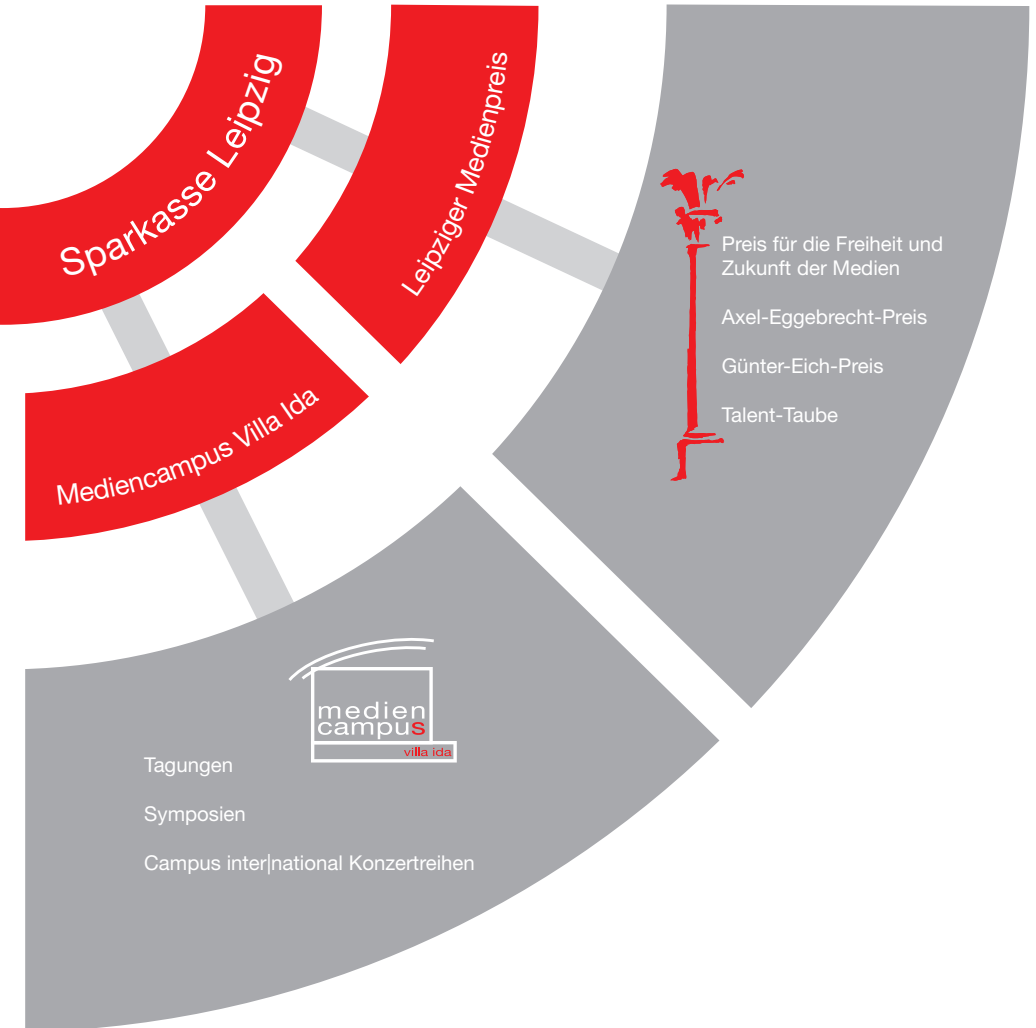 Sparkasse Leipzig
Leipziger Medienpreis
Preis für die Freiheit und
Zukunft der Medien
Axel-Eggebrecht-Preis
Günter-Eich-Preis
Talent-Taube
Mediencampus Villa Ida
medien
campus
villa ida
Tagungen
Symposien
Campus inter|national Konzertreihen